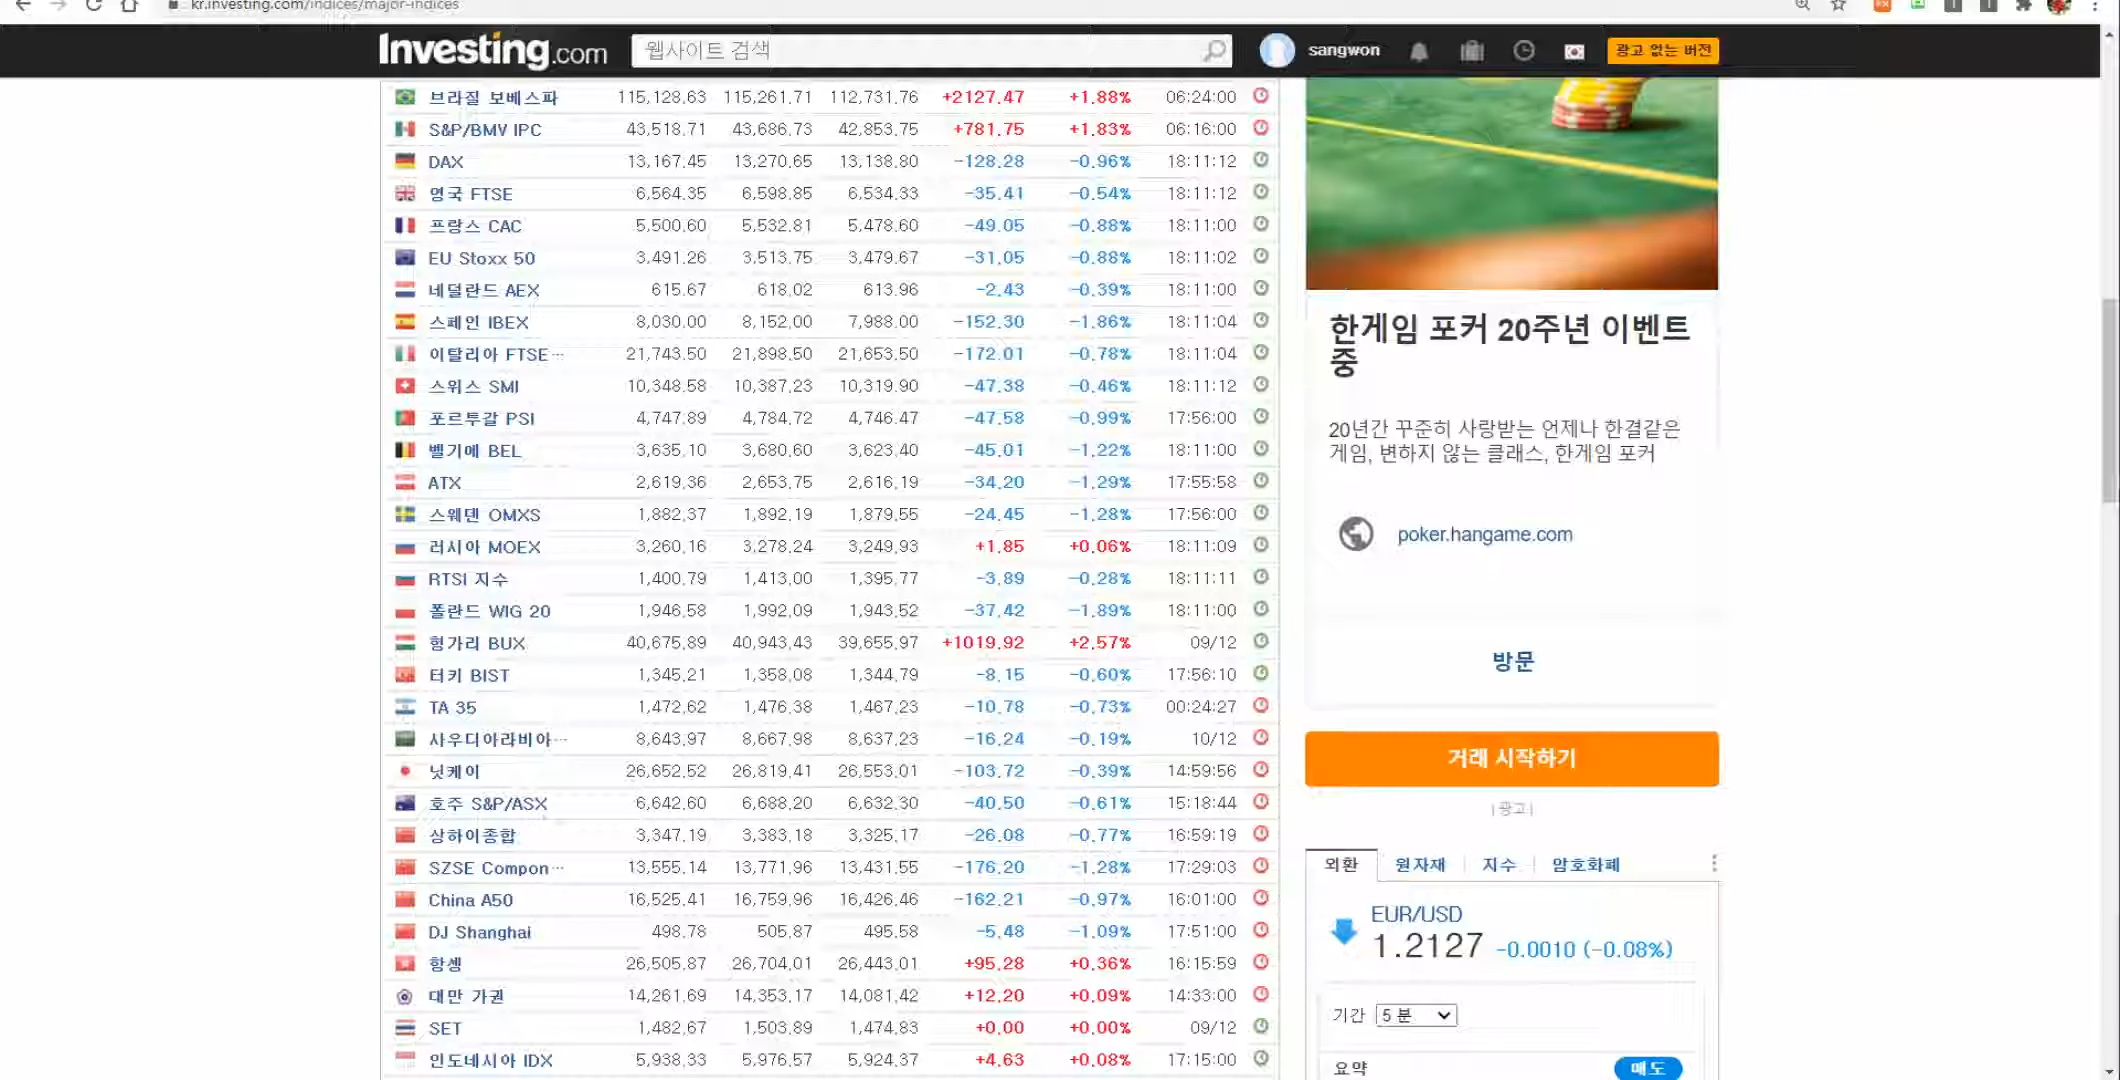 kr.investing.com/indices/major-indices
Investing.com
웹사이트 검색
sangwon
광고 없는 버전
브라질 보베스파 115,128.63 115,261.71 112,731.76 +2127.47 +1.88% 06:24:00
S&P/BMV IPC 43,518.71 43,686.73 42,853.75 +781.75 +1.83% 06:16:00
DAX 13,167.45 13,270.65 13,138.80 -128.28 -0.96% 18:11:12
영국 FTSE 6,564.35 6,598.85 6,534.33 -35.41 -0.54% 18:11:12
프랑스 CAC 5,500.60 5,532.81 5,478.60 -49.05 -0.88% 18:11:00
EU Stoxx 50 3,491.26 3,513.75 3,479.67 -31.05 -0.88% 18:11:02
네덜란드 AEX 615.67 618.02 613.96 -2.43 -0.39% 18:11:00
스페인 IBEX 8,030.00 8,152.00 7,988.00 -152.30 -1.86% 18:11:04
이탈리아 FTSE… 21,743.50 21,898.50 21,653.50 -172.01 -0.78% 18:11:04
스위스 SMI 10,348.58 10,387.23 10,319.90 -47.38 -0.46% 18:11:12
포르투갈 PSI 4,747.89 4,784.72 4,746.47 -47.58 -0.99% 17:56:00
벨기에 BEL 3,635.10 3,680.60 3,623.40 -45.01 -1.22% 18:11:00
ATX 2,619.36 2,653.75 2,616.19 -34.20 -1.29% 17:55:58
스웨덴 OMXS 1,882.37 1,892.19 1,879.55 -24.45 -1.28% 17:56:00
러시아 MOEX 3,260.16 3,278.24 3,249.93 +1.85 +0.06% 18:11:09
RTSI 지수 1,400.79 1,413.00 1,395.77 -3.89 -0.28% 18:11:11
폴란드 WIG 20 1,946.58 1,992.09 1,943.52 -37.42 -1.89% 18:11:00
헝가리 BUX 40,675.89 40,943.43 39,655.97 +1019.92 +2.57% 09/12
터키 BIST 1,345.21 1,358.08 1,344.79 -8.15 -0.60% 17:56:10
TA 35 1,472.62 1,476.38 1,467.23 -10.78 -0.73% 00:24:27
사우디아라비아… 8,643.97 8,667.98 8,637.23 -16.24 -0.19% 10/12
닛케이 26,652.52 26,819.41 26,553.01 -103.72 -0.39% 14:59:56
호주 S&P/ASX 6,642.60 6,688.20 6,632.30 -40.50 -0.61% 15:18:44
상하이종합 3,347.19 3,383.18 3,325.17 -26.08 -0.77% 16:59:19
SZSE Compon… 13,555.14 13,771.96 13,431.55 -176.20 -1.28% 17:29:03
China A50 16,525.41 16,759.96 16,426.46 -162.21 -0.97% 16:01:00
DJ Shanghai 498.78 505.87 495.58 -5.48 -1.09% 17:51:00
항셍 26,505.87 26,704.01 26,443.01 +95.28 +0.36% 16:15:59
대만 가권 14,261.69 14,353.17 14,081.42 +12.20 +0.09% 14:33:00
SET 1,482.67 1,503.89 1,474.83 +0.00 +0.00% 09/12
인도네시아 IDX 5,938.33 5,976.57 5,924.37 +4.63 +0.08% 17:15:00
한게임 포커 20주년 이벤트
중
20년간 꾸준히 사랑받는 언제나 한결같은
게임, 변하지 않는 클래스, 한게임 포커
poker.hangame.com
방문
거래 시작하기
|광고|
외환 원자재 지수 암호화폐
EUR/USD
1.2127 -0.0010 (-0.08%)
기간 5 분
요약 매도